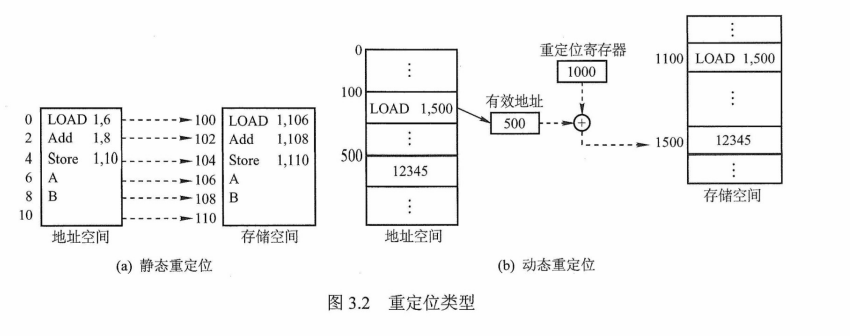 0 LOAD 1,6 100 LOAD 1,106
2 Add 1,8 102 Add 1,108
4 Store 1,10 104 Store 1,110
6 A 106 A
8 B 108 B
10 110
地址空间 存储空间
(a) 静态重定位
0
⋮
100
LOAD 1,500
⋮
500
12345
⋮
地址空间
有效地址
500
重定位寄存器
1000
+
⋮
1100 LOAD 1,500
⋮
1500 12345
⋮
存储空间
(b) 动态重定位
图 3.2 重定位类型